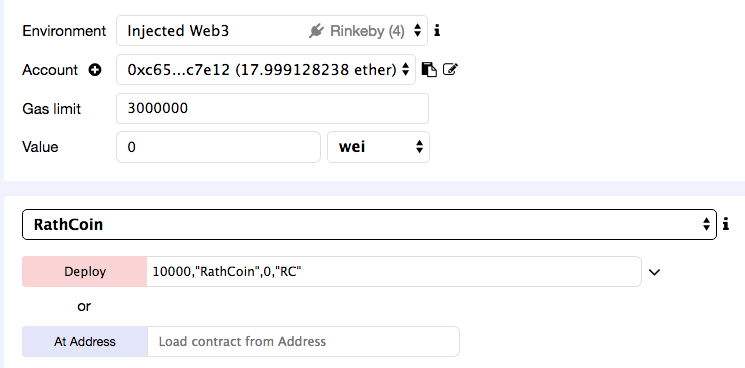 Environment Injected Web3 Rinkeby (4) i
Account 0xc65...c7e12 (17.999128238 ether)
Gas limit 3000000
Value 0 wei
RathCoin i
Deploy 10000,"RathCoin",0,"RC"
or
At Address Load contract from Address